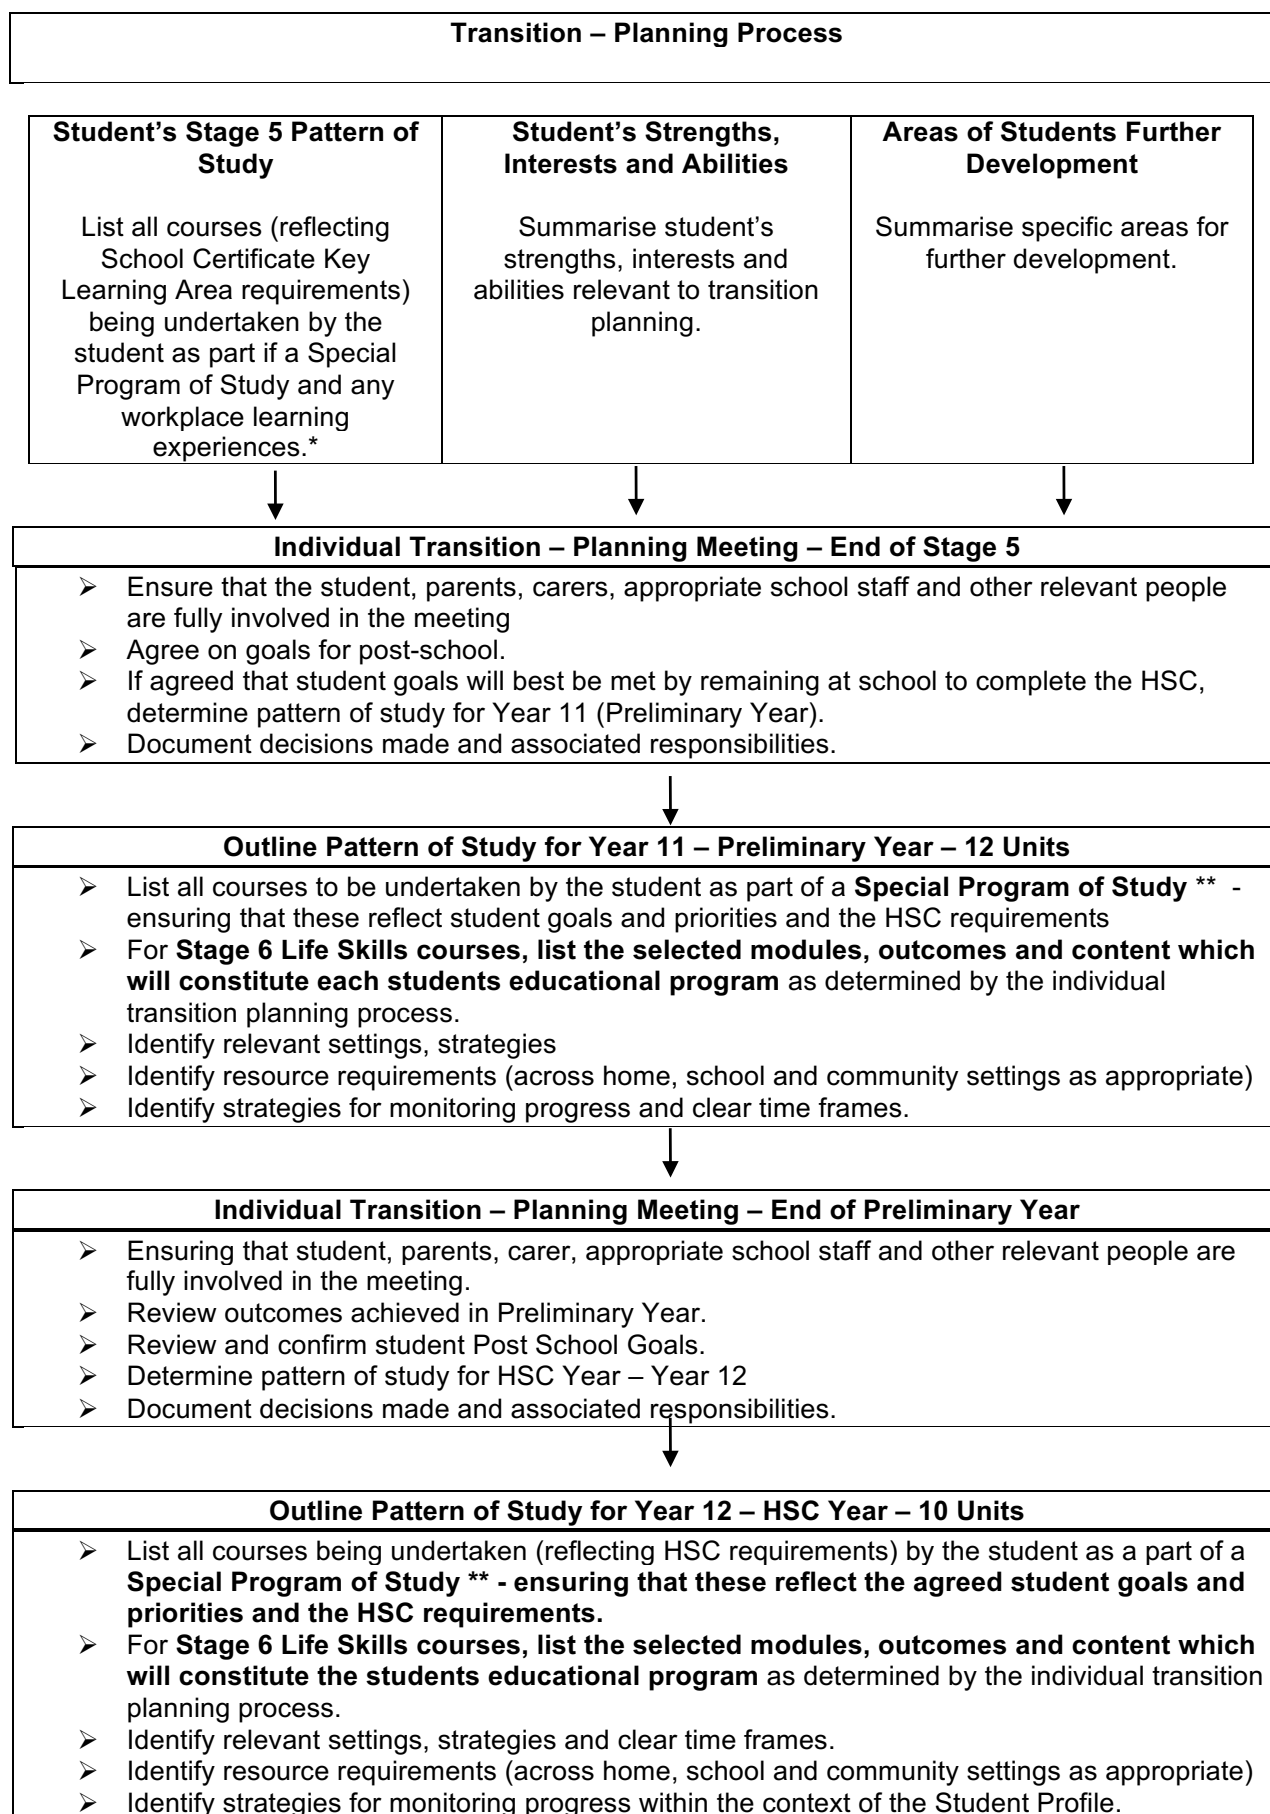 Transition – Planning Process
Student's Stage 5 Pattern of
Study
List all courses (reflecting
School Certificate Key
Learning Area requirements)
being undertaken by the
student as part if a Special
Program of Study and any
workplace learning
experiences.*
Student's Strengths,
Interests and Abilities
Summarise student's
strengths, interests and
abilities relevant to transition
planning.
Areas of Students Further
Development
Summarise specific areas for
further development.
Individual Transition – Planning Meeting – End of Stage 5
➢ Ensure that the student, parents, carers, appropriate school staff and other relevant people
are fully involved in the meeting
➢ Agree on goals for post-school.
➢ If agreed that student goals will best be met by remaining at school to complete the HSC,
determine pattern of study for Year 11 (Preliminary Year).
➢ Document decisions made and associated responsibilities.
Outline Pattern of Study for Year 11 – Preliminary Year – 12 Units
➢ List all courses to be undertaken by the student as part of a Special Program of Study ** -
ensuring that these reflect student goals and priorities and the HSC requirements
➢ For Stage 6 Life Skills courses, list the selected modules, outcomes and content which
will constitute each students educational program as determined by the individual
transition planning process.
➢ Identify relevant settings, strategies
➢ Identify resource requirements (across home, school and community settings as appropriate)
➢ Identify strategies for monitoring progress and clear time frames.
Individual Transition – Planning Meeting – End of Preliminary Year
➢ Ensuring that student, parents, carer, appropriate school staff and other relevant people are
fully involved in the meeting.
➢ Review outcomes achieved in Preliminary Year.
➢ Review and confirm student Post School Goals.
➢ Determine pattern of study for HSC Year – Year 12
➢ Document decisions made and associated responsibilities.
Outline Pattern of Study for Year 12 – HSC Year – 10 Units
➢ List all courses being undertaken (reflecting HSC requirements) by the student as a part of a
Special Program of Study ** - ensuring that these reflect the agreed student goals and
priorities and the HSC requirements.
➢ For Stage 6 Life Skills courses, list the selected modules, outcomes and content which
will constitute the students educational program as determined by the individual transition
planning process.
➢ Identify relevant settings, strategies and clear time frames.
➢ Identify resource requirements (across home, school and community settings as appropriate)
➢ Identify strategies for monitoring progress within the context of the Student Profile.